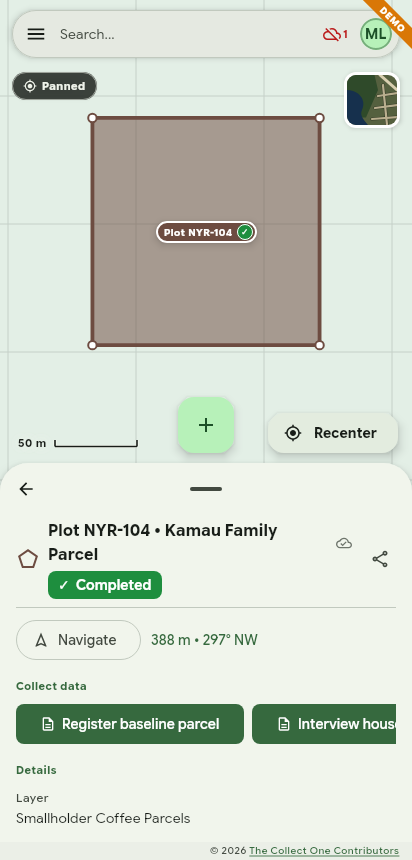 DEMO
Search...
1
ML
Panned
Plot NYR-104 ✓
50 m
+
Recenter
Plot NYR-104 • Kamau Family
Parcel
✓ Completed
Navigate
388 m • 297° NW
Collect data
Register baseline parcel
Interview house
Details
Layer
Smallholder Coffee Parcels
© 2026 The Collect One Contributors